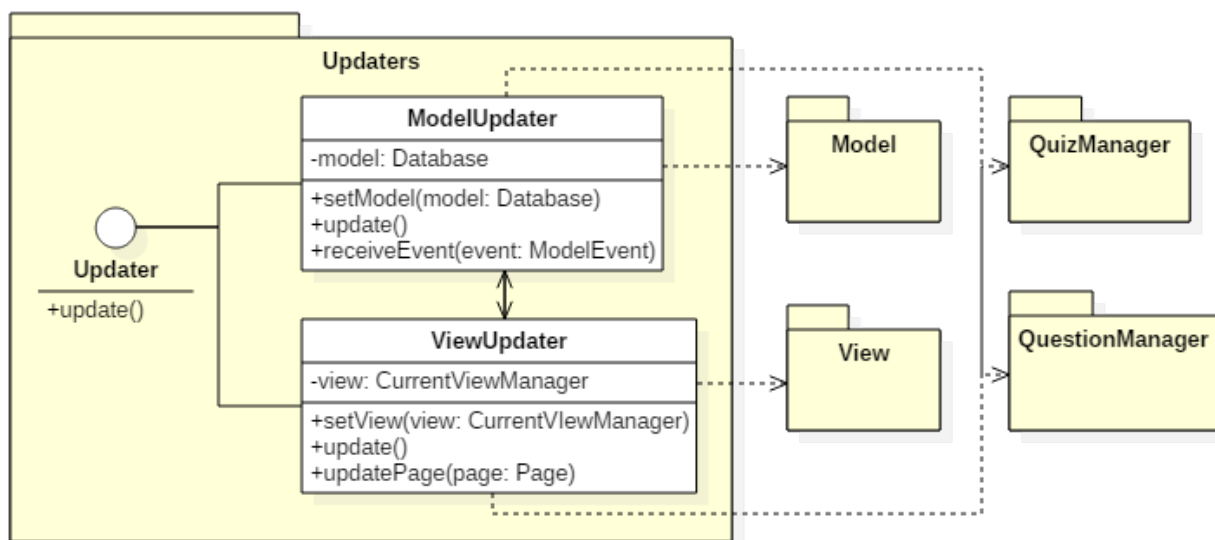 Updaters
ModelUpdater
-model: Database
+setModel(model: Database)
+update()
+receiveEvent(event: ModelEvent)
Updater
+update()
ViewUpdater
-view: CurrentViewManager
+setView(view: CurrentVIewManager)
+update()
+updatePage(page: Page)
Model
QuizManager
View
QuestionManager